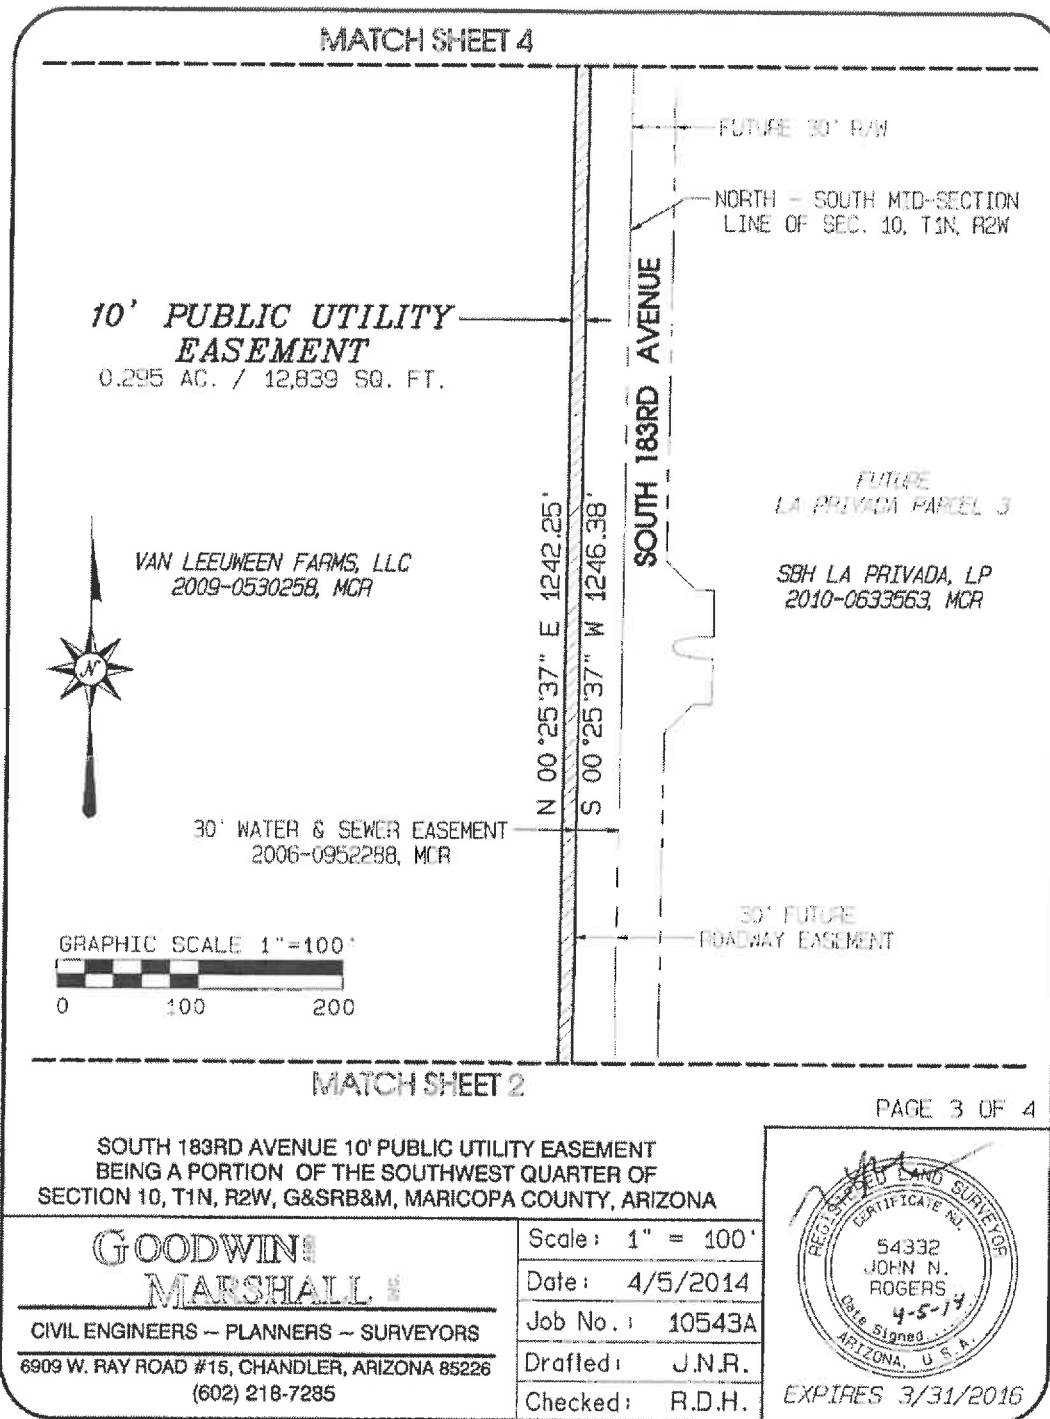 MATCH SHEET 4
FUTURE 30' R/W
NORTH - SOUTH MID-SECTION
LINE OF SEC. 10, T1N, R2W
10' PUBLIC UTILITY
EASEMENT
0.295 AC. / 12,839 SQ. FT.
SOUTH 183RD AVENUE
FUTURE
LA PRIVADA PARCEL 3
SBH LA PRIVADA, LP
2010-0633563, MCR
VAN LEEUWEEN FARMS, LLC
2009-0530258, MCR
N 00°25'37" E 1242.25'
S 00°25'37" W 1246.38'
N
30' WATER & SEWER EASEMENT
2006-0952288, MCR
30' FUTURE
ROADWAY EASEMENT
GRAPHIC SCALE 1"=100'
0 100 200
MATCH SHEET 2
PAGE 3 OF 4
SOUTH 183RD AVENUE 10' PUBLIC UTILITY EASEMENT
BEING A PORTION OF THE SOUTHWEST QUARTER OF
SECTION 10, T1N, R2W, G&SRB&M, MARICOPA COUNTY, ARIZONA
GOODWIN AND
MARSHALL INC.
CIVIL ENGINEERS ~ PLANNERS ~ SURVEYORS
6909 W. RAY ROAD #15, CHANDLER, ARIZONA 85226
(602) 218-7285
Scale: 1" = 100'
Date: 4/5/2014
Job No.: 10543A
Drafted: J.N.R.
Checked: R.D.H.
REGISTERED LAND SURVEYOR
CERTIFICATE NO.
54332
JOHN N.
ROGERS
4-5-14
Date Signed
ARIZONA, U.S.A.
EXPIRES 3/31/2016